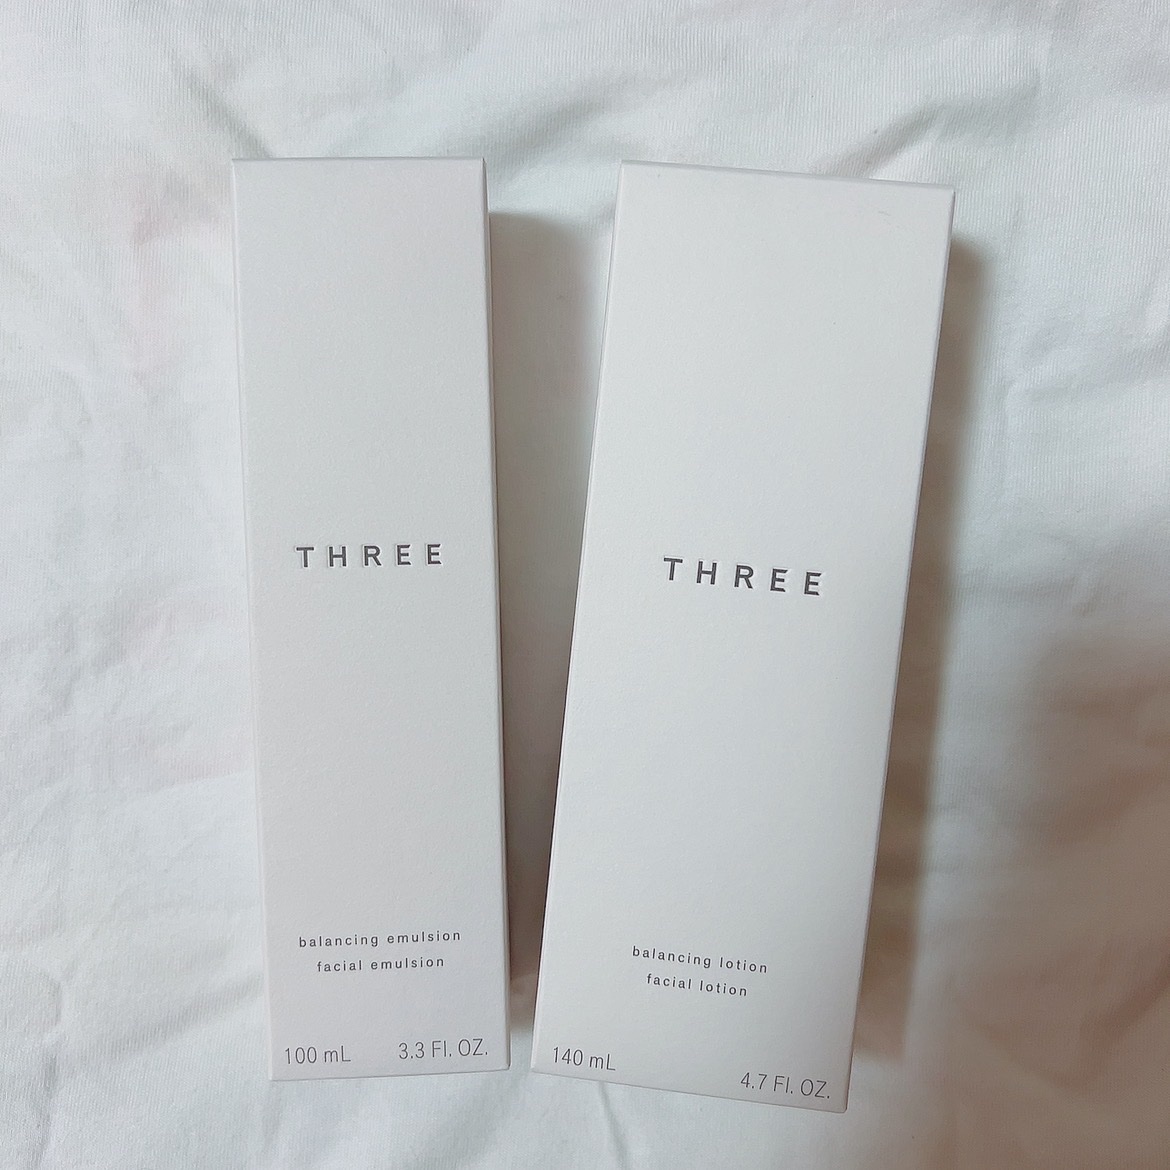 THREE
balancing emulsion
facial emulsion
100 mL 3.3 Fl. OZ.
THREE
balancing lotion
facial lotion
140 mL 4.7 Fl. OZ.